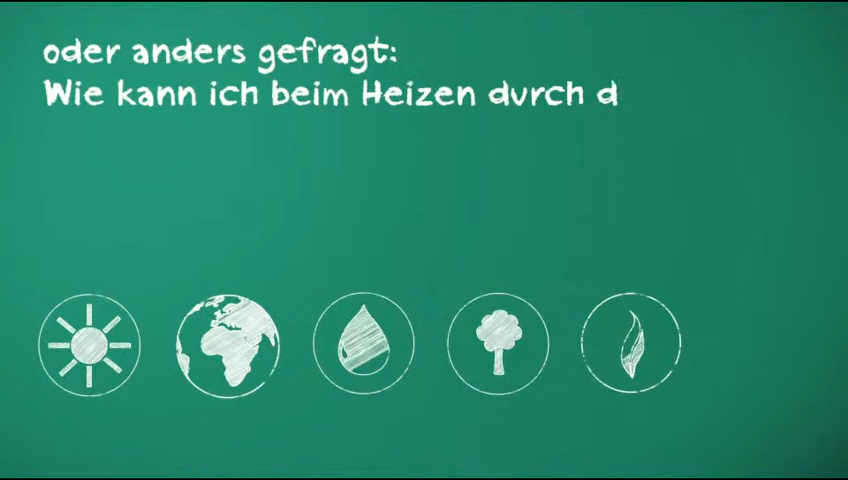 oder anders gefragt:
Wie kann ich beim Heizen durch d